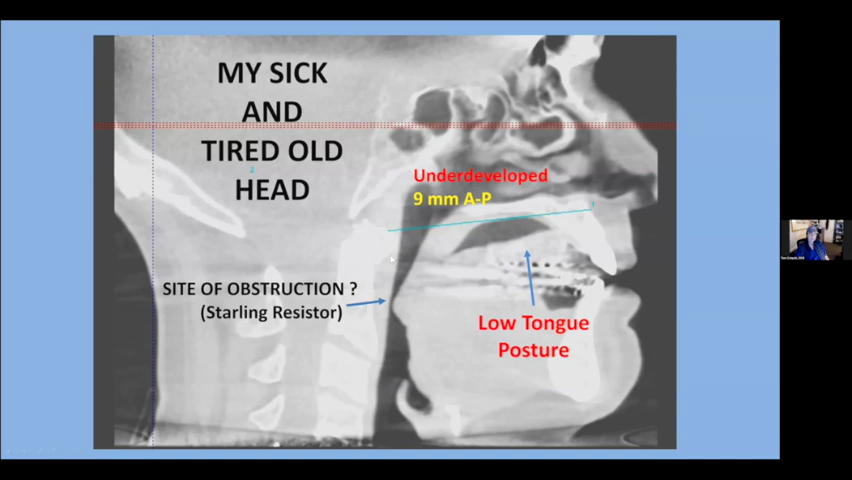 MY SICK
AND
TIRED OLD
HEAD
Underdeveloped
9 mm A-P
SITE OF OBSTRUCTION ?
(Starling Resistor)
Low Tongue
Posture